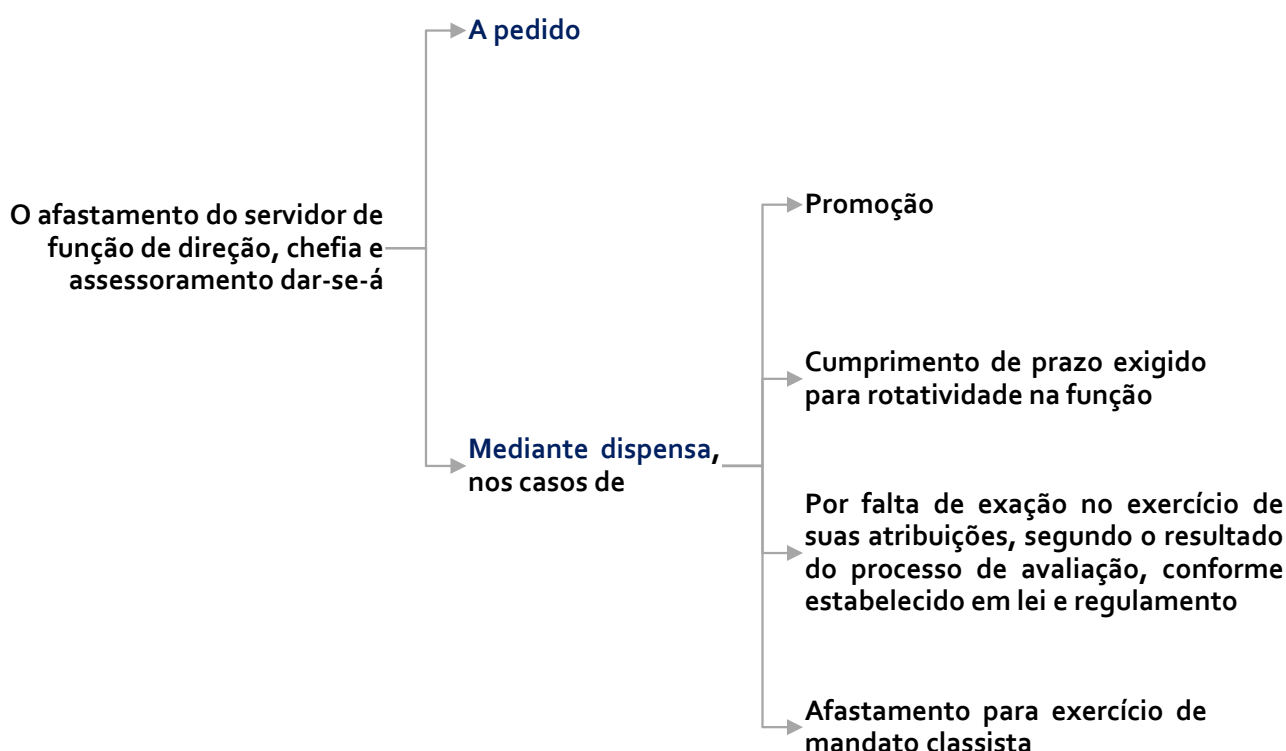 A pedido
O afastamento do servidor de
função de direção, chefia e
assessoramento dar-se-á
Mediante dispensa,
nos casos de
Promoção
Cumprimento de prazo exigido
para rotatividade na função
Por falta de exação no exercício de
suas atribuições, segundo o resultado
do processo de avaliação, conforme
estabelecido em lei e regulamento
Afastamento para exercício de
mandato classista